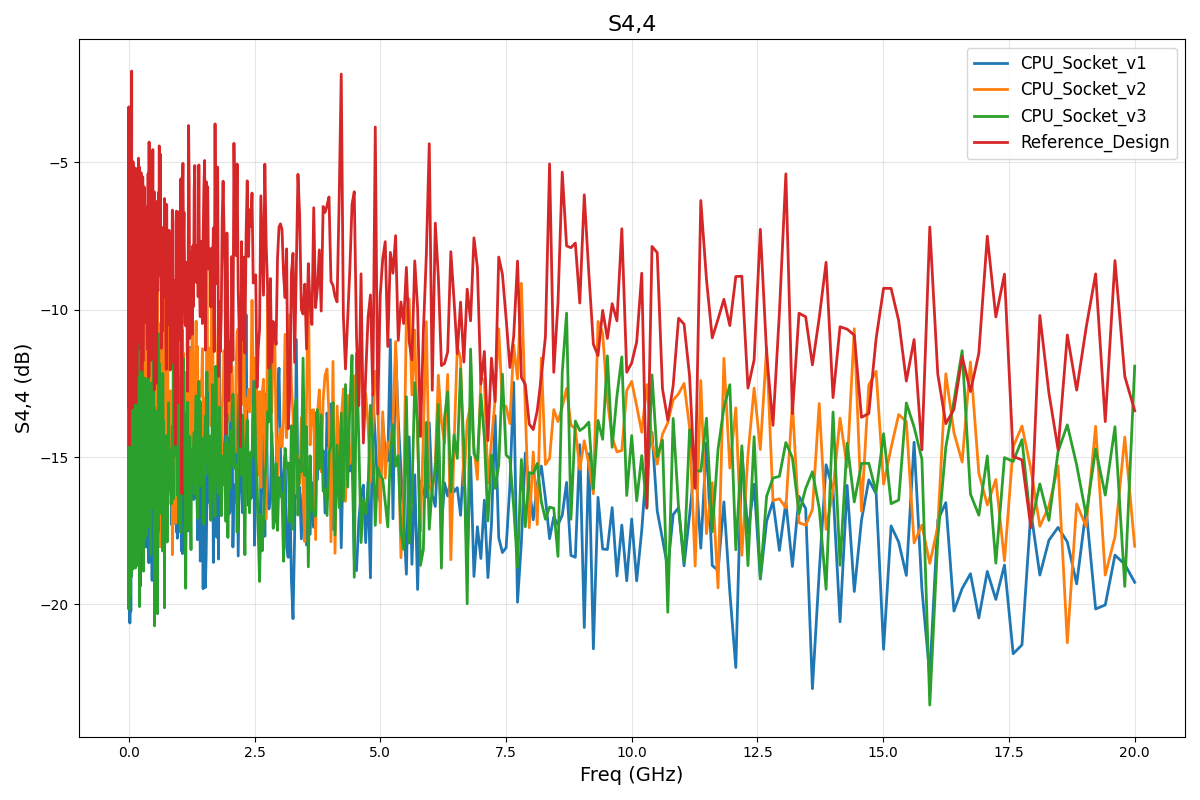 S4,4
CPU_Socket_v1
CPU_Socket_v2
CPU_Socket_v3
Reference_Design
S4,4 (dB)
−5
−10
−15
−20
0.0 2.5 5.0 7.5 10.0 12.5 15.0 17.5 20.0
Freq (GHz)